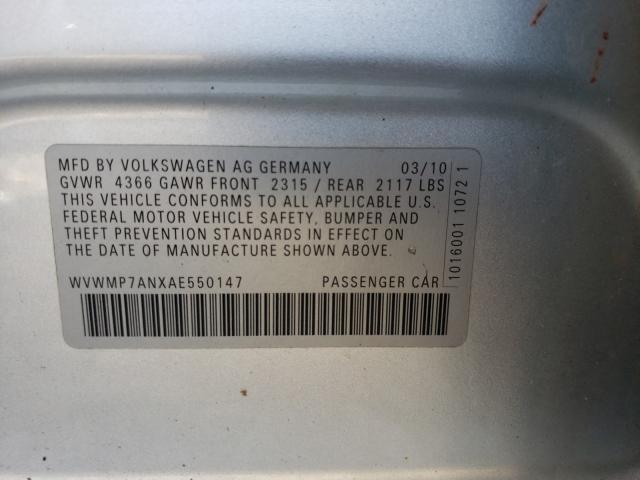 MFD BY VOLKSWAGEN AG GERMANY 03/10
GVWR 4366 GAWR FRONT 2315 / REAR 2117 LBS
THIS VEHICLE CONFORMS TO ALL APPLICABLE U.S.
FEDERAL MOTOR VEHICLE SAFETY, BUMPER AND
THEFT PREVENTION STANDARDS IN EFFECT ON
THE DATE OF MANUFACTURE SHOWN ABOVE.
WVWMP7ANXAE550147 PASSENGER CAR
1016001 1072 1